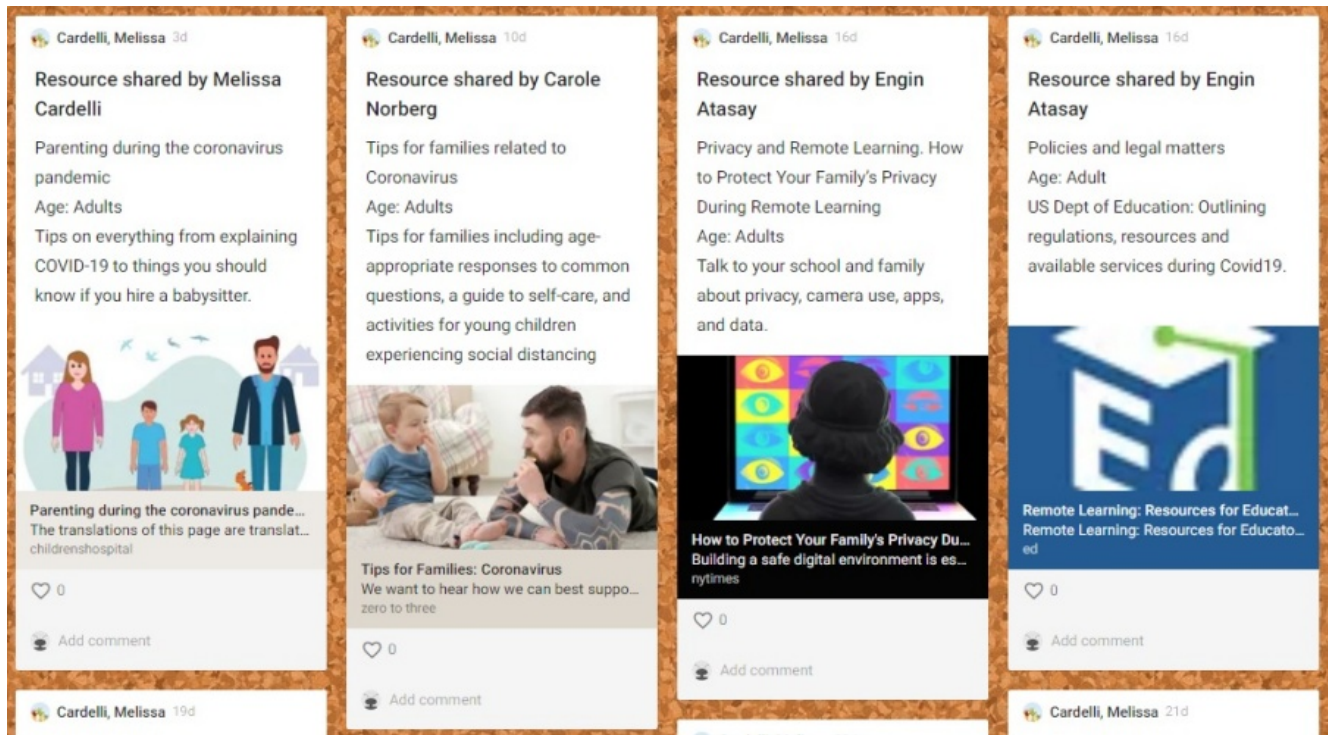 Cardelli, Melissa 3d
Resource shared by Melissa
Cardelli
Parenting during the coronavirus
pandemic
Age: Adults
Tips on everything from explaining
COVID-19 to things you should
know if you hire a babysitter.
Parenting during the coronavirus pande...
The translations of this page are translat...
childrenshospital
0
Add comment
Cardelli, Melissa 19d
Cardelli, Melissa 10d
Resource shared by Carole
Norberg
Tips for families related to
Coronavirus
Age: Adults
Tips for families including age-
appropriate responses to common
questions, a guide to self-care, and
activities for young children
experiencing social distancing
Tips for Families: Coronavirus
We want to hear how we can best suppo...
zero to three
0
Add comment
Cardelli, Melissa 16d
Resource shared by Engin
Atasay
Privacy and Remote Learning. How
to Protect Your Family's Privacy
During Remote Learning
Age: Adults
Talk to your school and family
about privacy, camera use, apps,
and data.
How to Protect Your Family's Privacy Du...
Building a safe digital environment is es...
nytimes
0
Add comment
Cardelli, Melissa 16d
Resource shared by Engin
Atasay
Policies and legal matters
Age: Adult
US Dept of Education: Outlining
regulations, resources and
available services during Covid19.
Ed
Remote Learning: Resources for Educat...
Remote Learning: Resources for Educato...
ed
0
Add comment
Cardelli, Melissa 21d